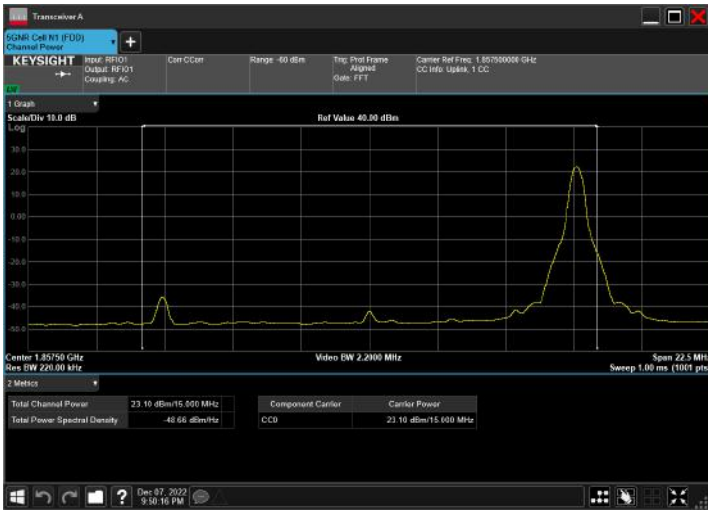 Transceiver A
5GNR Cell N1 (FDD)
Channel Power
KEYSIGHT
Input: RFIO1
Output: RFIO1
Coupling: AC
Corr CCorr
Range: -60 dBm
Trig: Prot Frame
Aligned
Gate: FFT
Carrier Ref Freq: 1.857500000 GHz
CC Info: Uplink, 1 CC
1 Graph
Scale/Div 10.0 dB
Ref Value 40.00 dBm
Log
30.0
20.0
10.0
0.00
-10.0
-20.0
-30.0
-40.0
-50.0
Center 1.85750 GHz
Video BW 2.2000 MHz
Span 22.5 MHz
Res BW 220.00 kHz
Sweep 1.00 ms (1001 pts
2 Metrics
Total Channel Power 23.10 dBm/15.000 MHz
Total Power Spectral Density -48.66 dBm/Hz
Component Carrier Carrier Power
CC0 23.10 dBm/15.000 MHz
Dec 07, 2022
9:50:16 PM